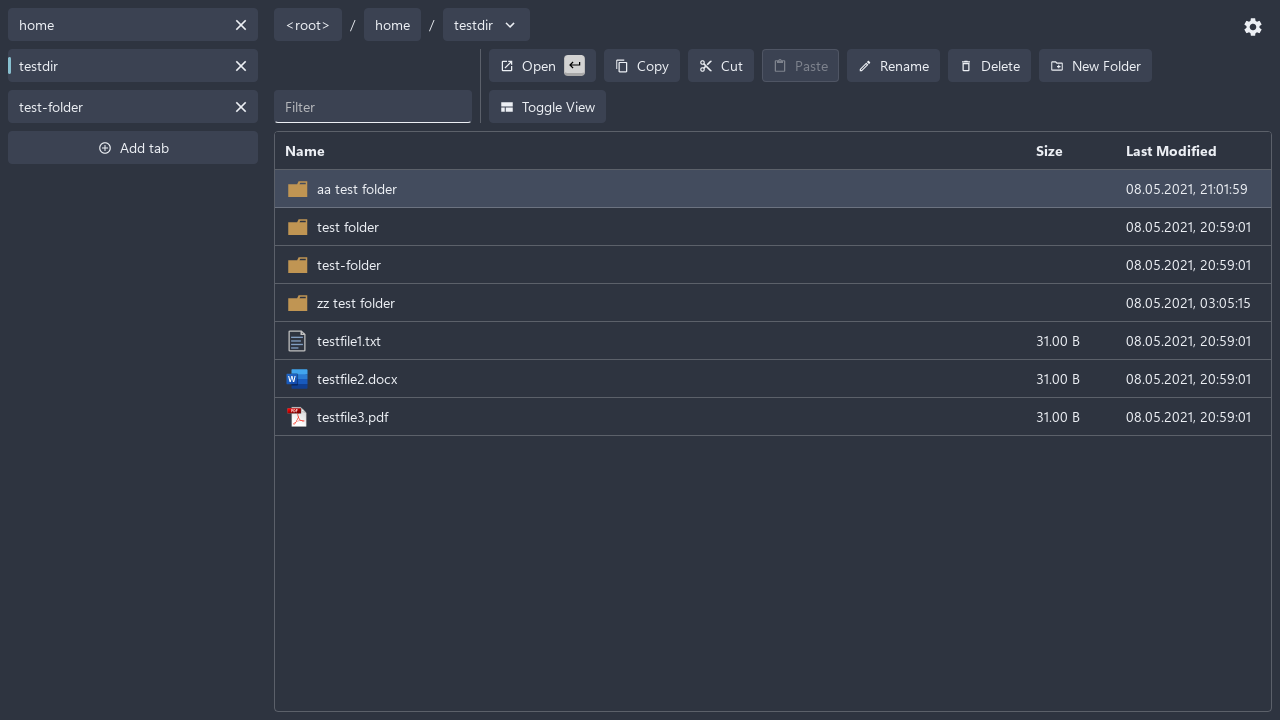 home
testdir
test-folder
Add tab
<root> / home / testdir
Open Copy Cut Paste Rename Delete New Folder
Filter Toggle View
Name Size Last Modified
aa test folder 08.05.2021, 21:01:59
test folder 08.05.2021, 20:59:01
test-folder 08.05.2021, 20:59:01
zz test folder 08.05.2021, 03:05:15
testfile1.txt 31.00 B 08.05.2021, 20:59:01
testfile2.docx 31.00 B 08.05.2021, 20:59:01
testfile3.pdf 31.00 B 08.05.2021, 20:59:01